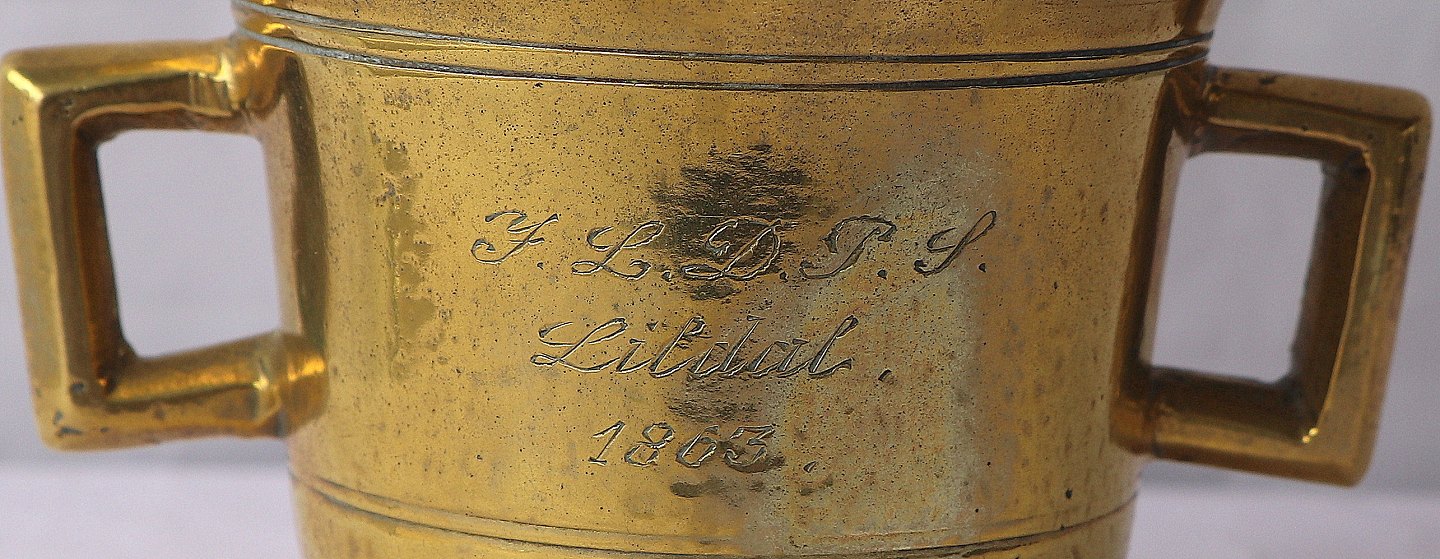 I. L. D. P. S.
Lildal.
1863.